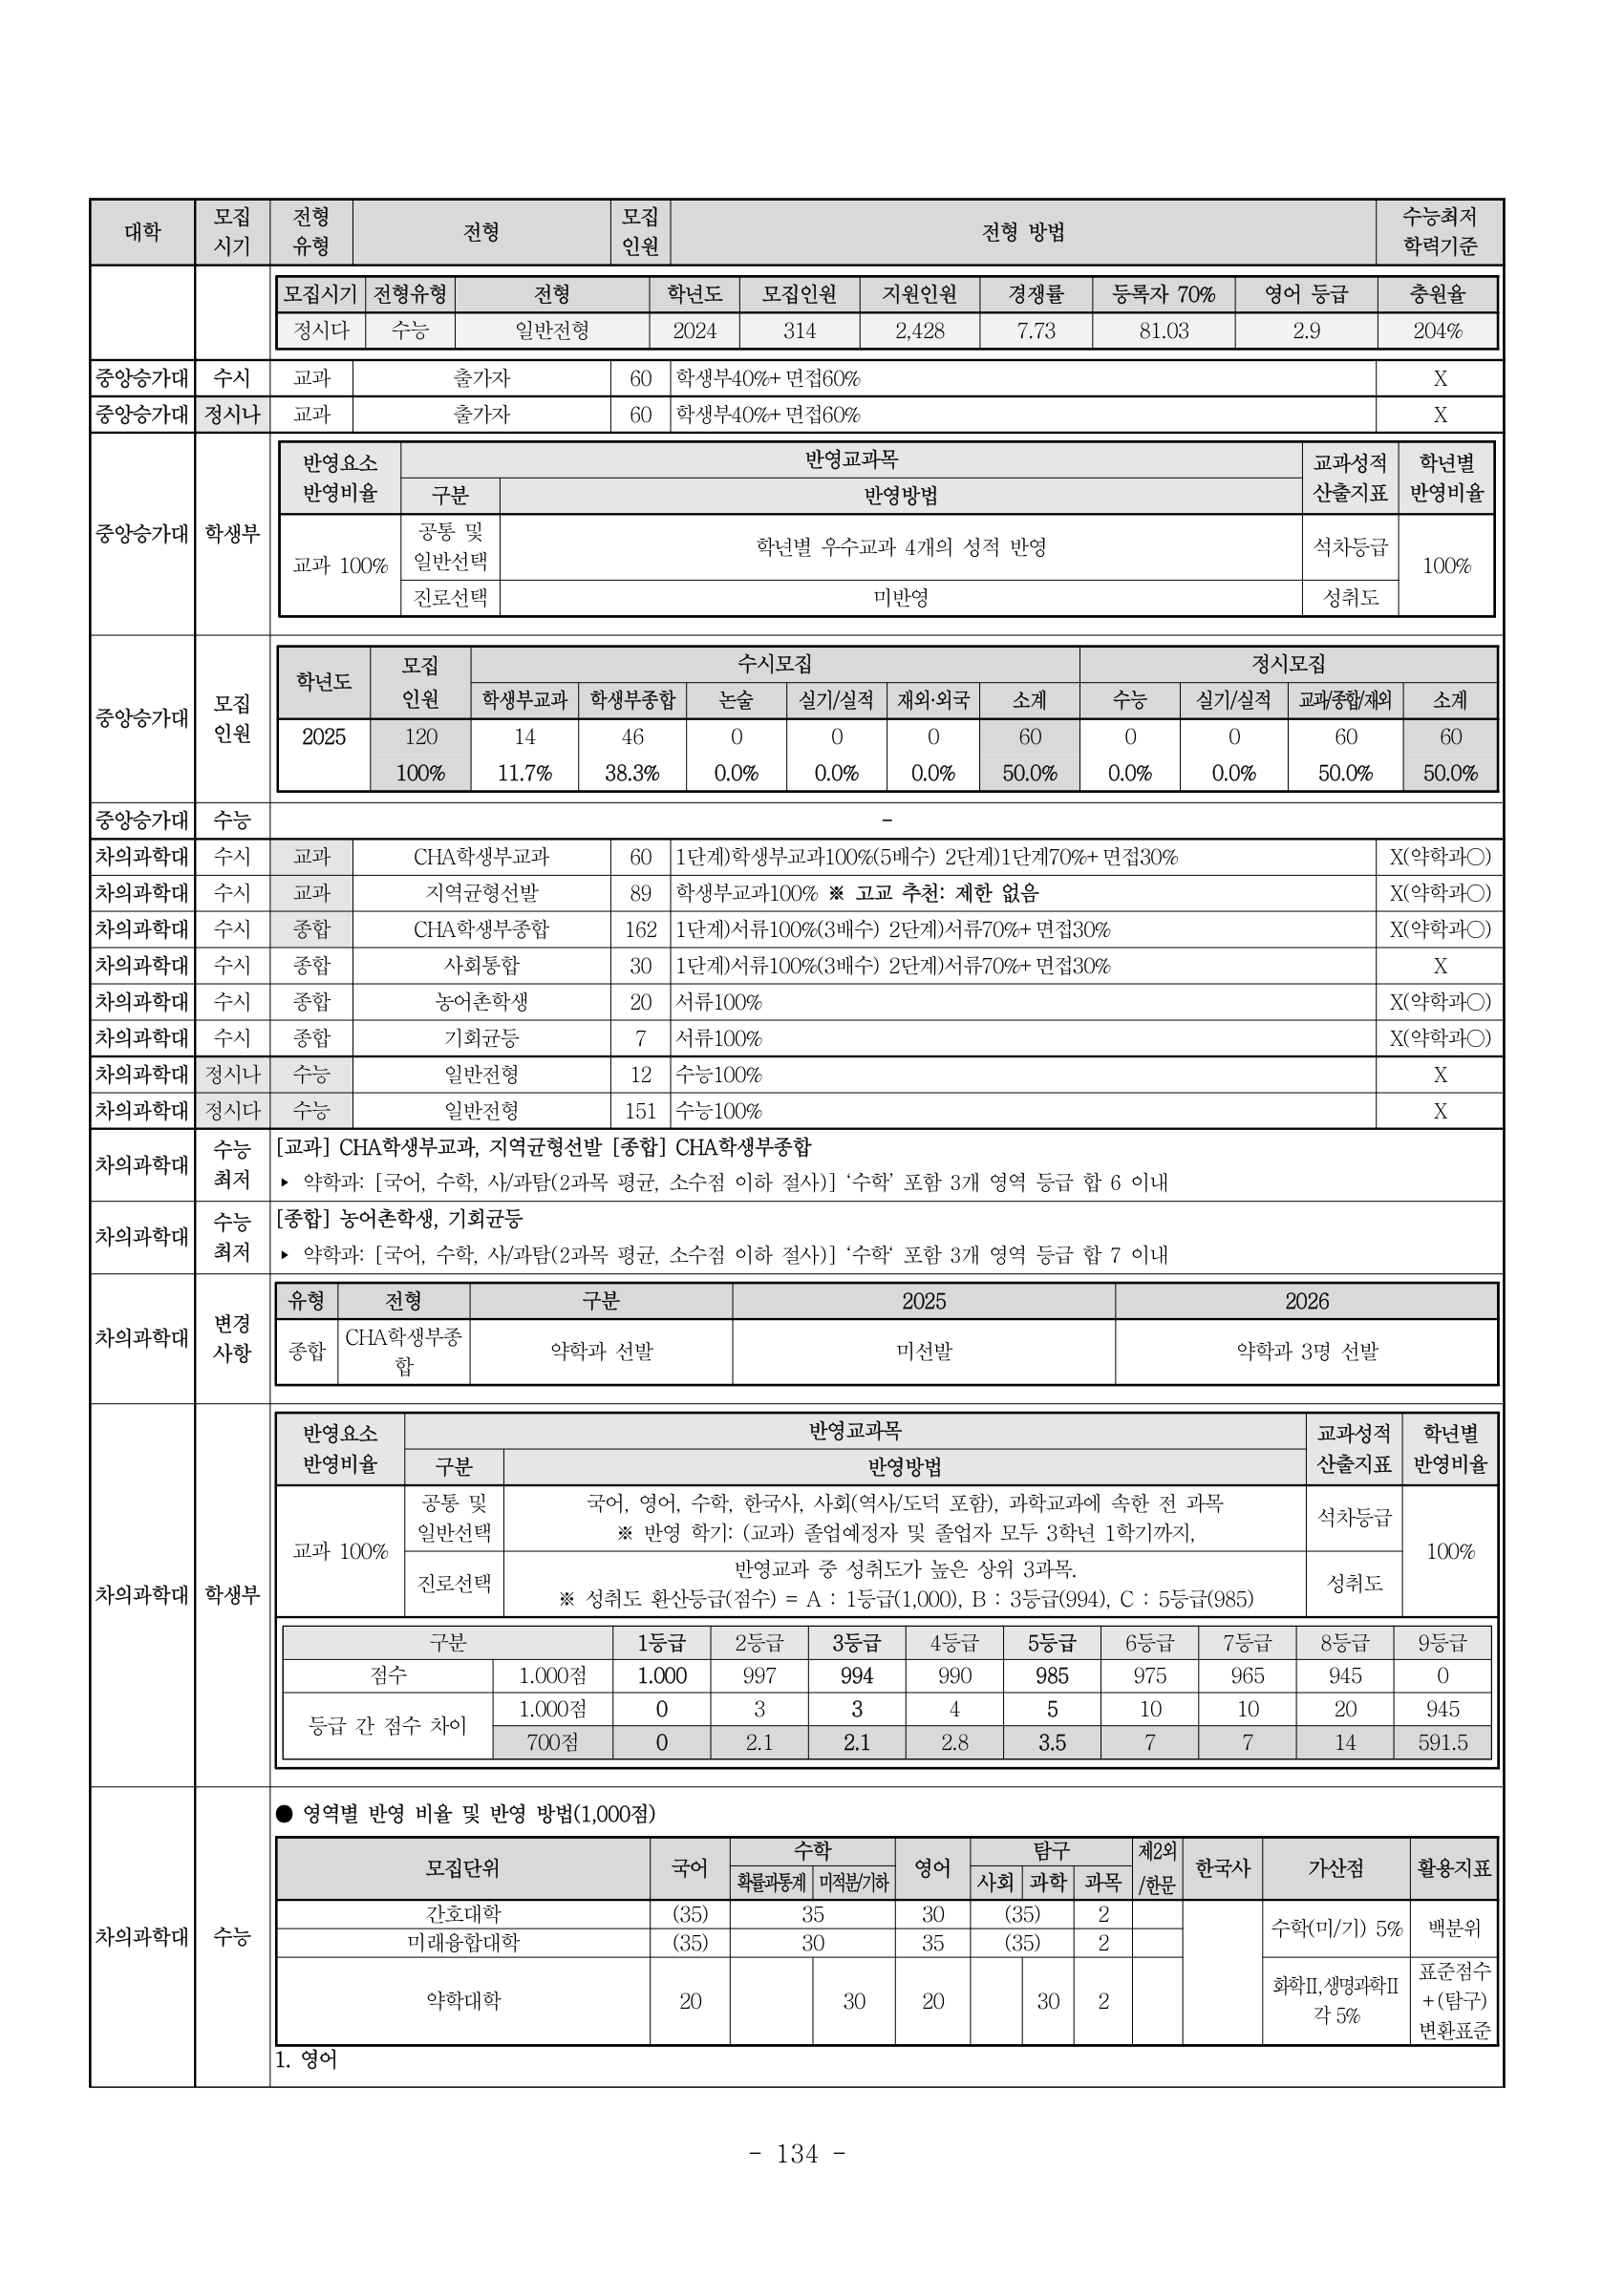 대학 모집 시기 전형 유형 전형 모집 인원 전형 방법 수능최저 학력기준
모집시기 전형유형 전형 학년도 모집인원 지원인원 경쟁률 등록자 70% 영어 등급 충원율
정시다 수능 일반전형 2024 314 2,428 7.73 81.03 2.9 204%
중앙승가대 수시 교과 출가자 60 학생부40%+면접60% X
중앙승가대 정시나 교과 출가자 60 학생부40%+면접60% X
중앙승가대 학생부
반영요소 반영비율 반영교과목 교과성적 산출지표 학년별 반영비율
구분 반영방법
교과 100% 공통 및 일반선택 학년별 우수교과 4개의 성적 반영 석차등급 100%
진로선택 미반영 성취도
중앙승가대 모집 인원
학년도 모집 인원 수시모집 정시모집
학생부교과 학생부종합 논술 실기/실적 재외·외국 소계 수능 실기/실적 교과/종합/재외 소계
2025 120 14 46 0 0 0 60 0 0 60 60
100% 11.7% 38.3% 0.0% 0.0% 0.0% 50.0% 0.0% 0.0% 50.0% 50.0%
중앙승가대 수능 -
차의과학대 수시 교과 CHA학생부교과 60 1단계)학생부교과100%(5배수) 2단계)1단계70%+면접30% X(약학과○)
차의과학대 수시 교과 지역균형선발 89 학생부교과100% ※ 고교 추천: 제한 없음 X(약학과○)
차의과학대 수시 종합 CHA학생부종합 162 1단계)서류100%(3배수) 2단계)서류70%+면접30% X(약학과○)
차의과학대 수시 종합 사회통합 30 1단계)서류100%(3배수) 2단계)서류70%+면접30% X
차의과학대 수시 종합 농어촌학생 20 서류100% X(약학과○)
차의과학대 수시 종합 기회균등 7 서류100% X(약학과○)
차의과학대 정시나 수능 일반전형 12 수능100% X
차의과학대 정시다 수능 일반전형 151 수능100% X
차의과학대 수능 최저
[교과] CHA학생부교과, 지역균형선발 [종합] CHA학생부종합
▸ 약학과: [국어, 수학, 사/과탐(2과목 평균, 소수점 이하 절사)] ‘수학’ 포함 3개 영역 등급 합 6 이내
차의과학대 수능 최저
[종합] 농어촌학생, 기회균등
▸ 약학과: [국어, 수학, 사/과탐(2과목 평균, 소수점 이하 절사)] ‘수학‘ 포함 3개 영역 등급 합 7 이내
차의과학대 변경 사항
유형 전형 구분 2025 2026
종합 CHA학생부종합 약학과 선발 미선발 약학과 3명 선발
차의과학대 학생부
반영요소 반영비율 반영교과목 교과성적 산출지표 학년별 반영비율
구분 반영방법
교과 100% 공통 및 일반선택 국어, 영어, 수학, 한국사, 사회(역사/도덕 포함), 과학교과에 속한 전 과목 석차등급 100%
※ 반영 학기: (교과) 졸업예정자 및 졸업자 모두 3학년 1학기까지,
진로선택 반영교과 중 성취도가 높은 상위 3과목. 성취도
※ 성취도 환산등급(점수) = A : 1등급(1,000), B : 3등급(994), C : 5등급(985)
구분 1등급 2등급 3등급 4등급 5등급 6등급 7등급 8등급 9등급
점수 1.000점 1.000 997 994 990 985 975 965 945 0
등급 간 점수 차이 1.000점 0 3 3 4 5 10 10 20 945
700점 0 2.1 2.1 2.8 3.5 7 7 14 591.5
차의과학대 수능
● 영역별 반영 비율 및 반영 방법(1,000점)
모집단위 국어 수학 영어 탐구 제2외/한문 한국사 가산점 활용지표
확률과통계 미적분/기하 사회 과학 과목
간호대학 (35) 35 30 (35) 2 수학(미/기) 5% 백분위
미래융합대학 (35) 30 35 (35) 2
약학대학 20 30 20 30 2 화학Ⅱ,생명과학Ⅱ 각 5% 표준점수+(탐구) 변환표준
1. 영어
- 134 -